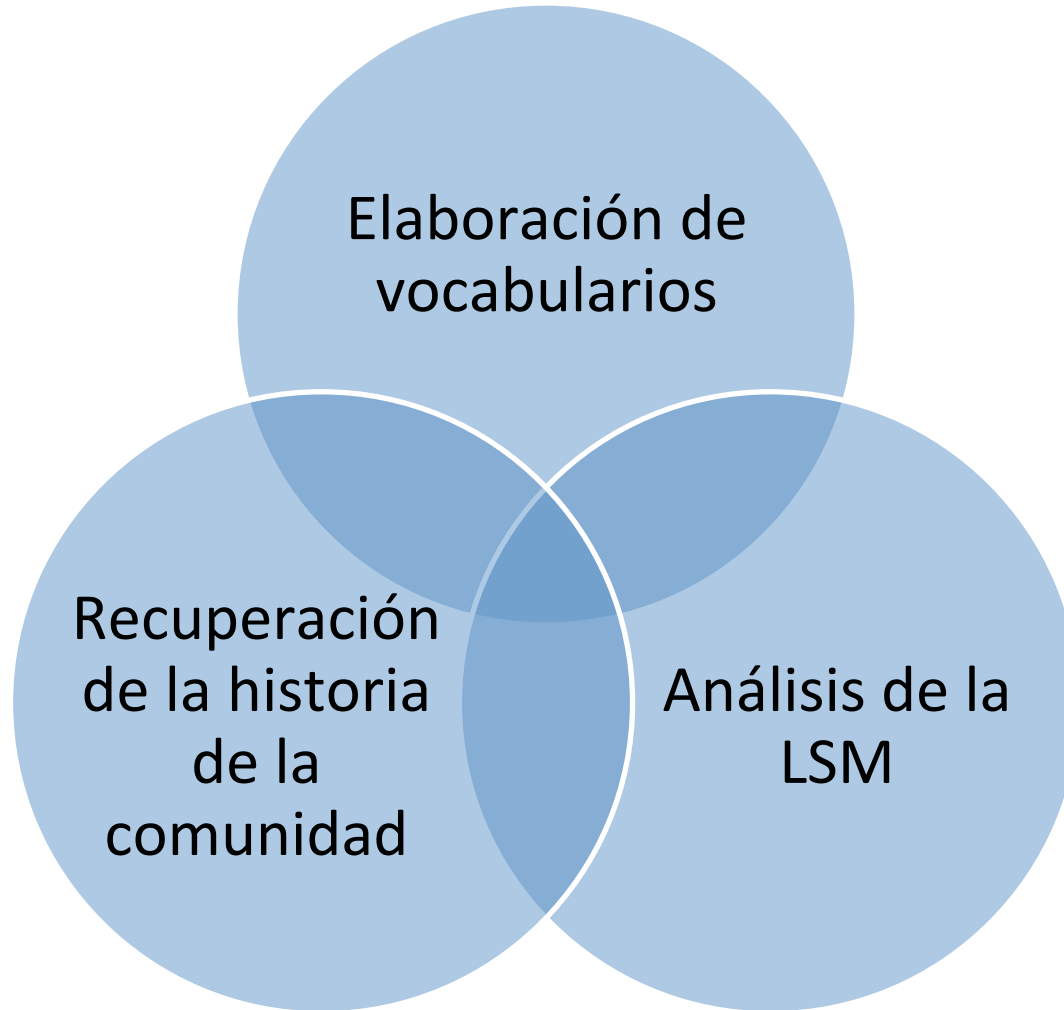 Elaboración de
vocabularios
Recuperación
de la historia
de la
comunidad
Análisis de la
LSM